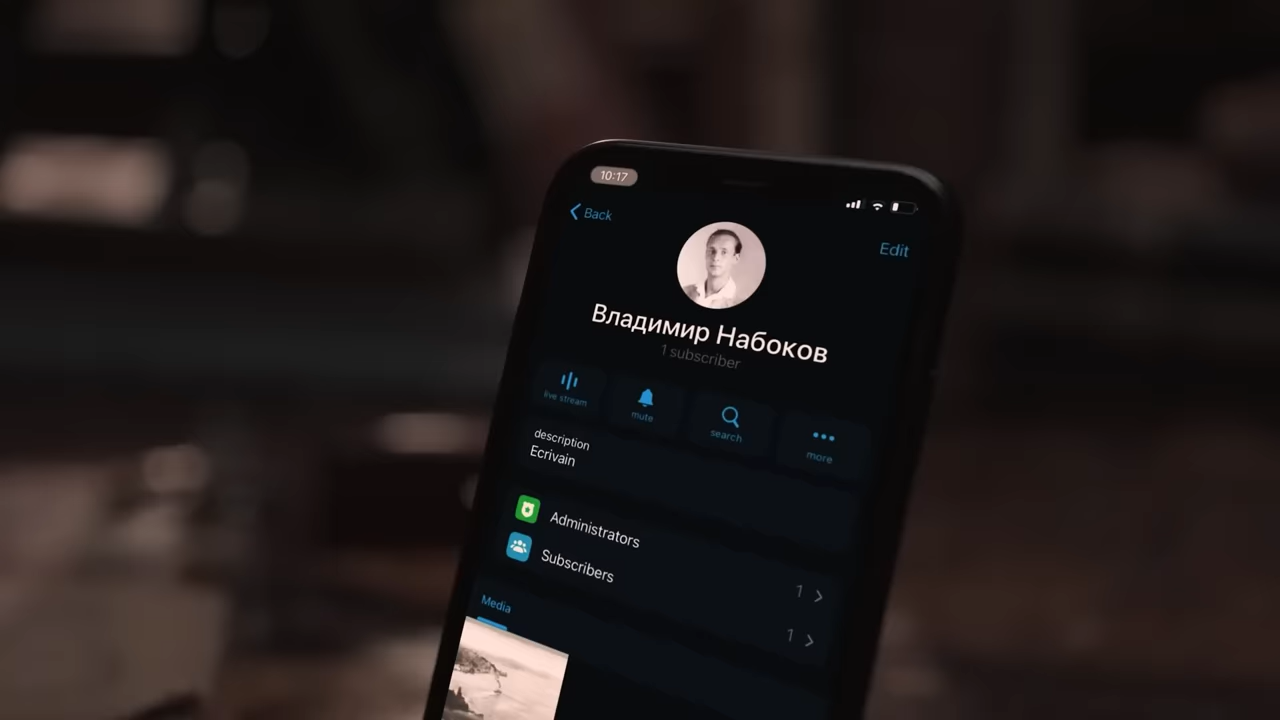 10:17
Back
Edit
Владимир Набоков
1 subscriber
live stream
mute
search
more
description
Ecrivain
Administrators
1
Subscribers
1
Media